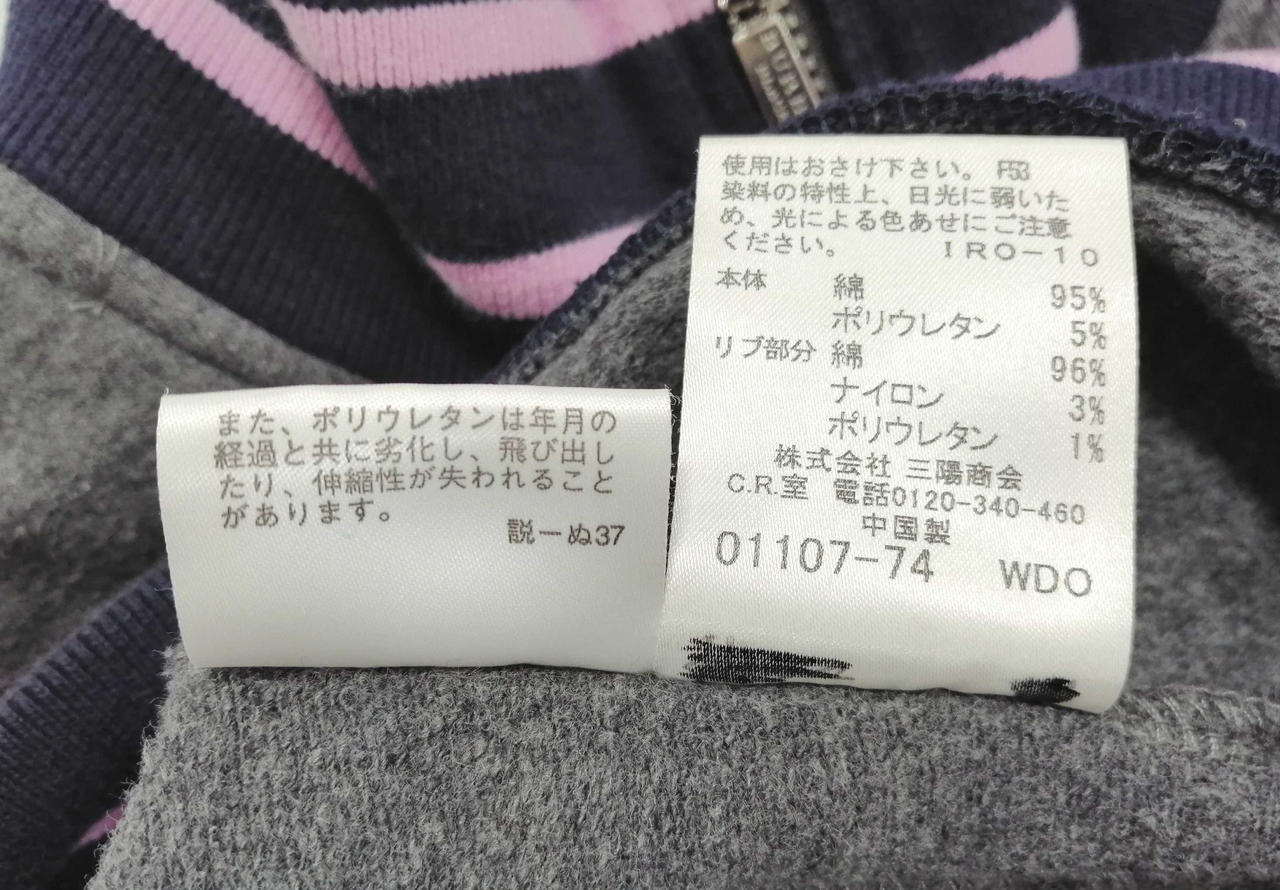 また、ポリウレタンは年月の
経過と共に劣化し、飛び出し
たり、伸縮性が失われること
があります。
説ーぬ37
使用はおさけ下さい。 F53
染料の特性上、日光に弱いた
め、光による色あせにご注意
ください。 IRO-10
本体 綿 95%
ポリウレタン 5%
リブ部分 綿 96%
ナイロン 3%
ポリウレタン 1%
株式会社 三陽商会
C.R.室 電話0120-340-460
中国製
01107-74 WDO